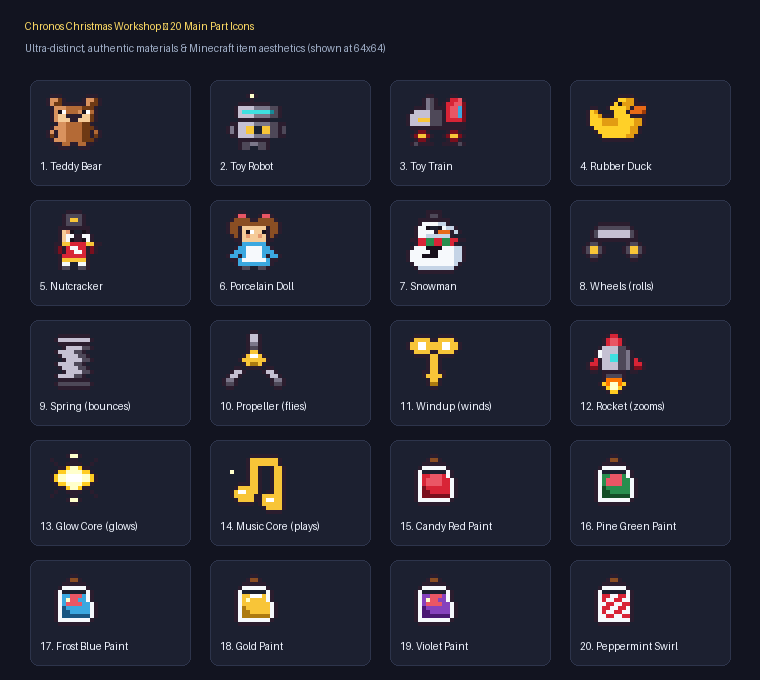 Chronos Christmas Workshop ▯ 20 Main Part Icons
Ultra-distinct, authentic materials & Minecraft item aesthetics (shown at 64x64)
1. Teddy Bear
2. Toy Robot
3. Toy Train
4. Rubber Duck
5. Nutcracker
6. Porcelain Doll
7. Snowman
8. Wheels (rolls)
9. Spring (bounces)
10. Propeller (flies)
11. Windup (winds)
12. Rocket (zooms)
13. Glow Core (glows)
14. Music Core (plays)
15. Candy Red Paint
16. Pine Green Paint
17. Frost Blue Paint
18. Gold Paint
19. Violet Paint
20. Peppermint Swirl